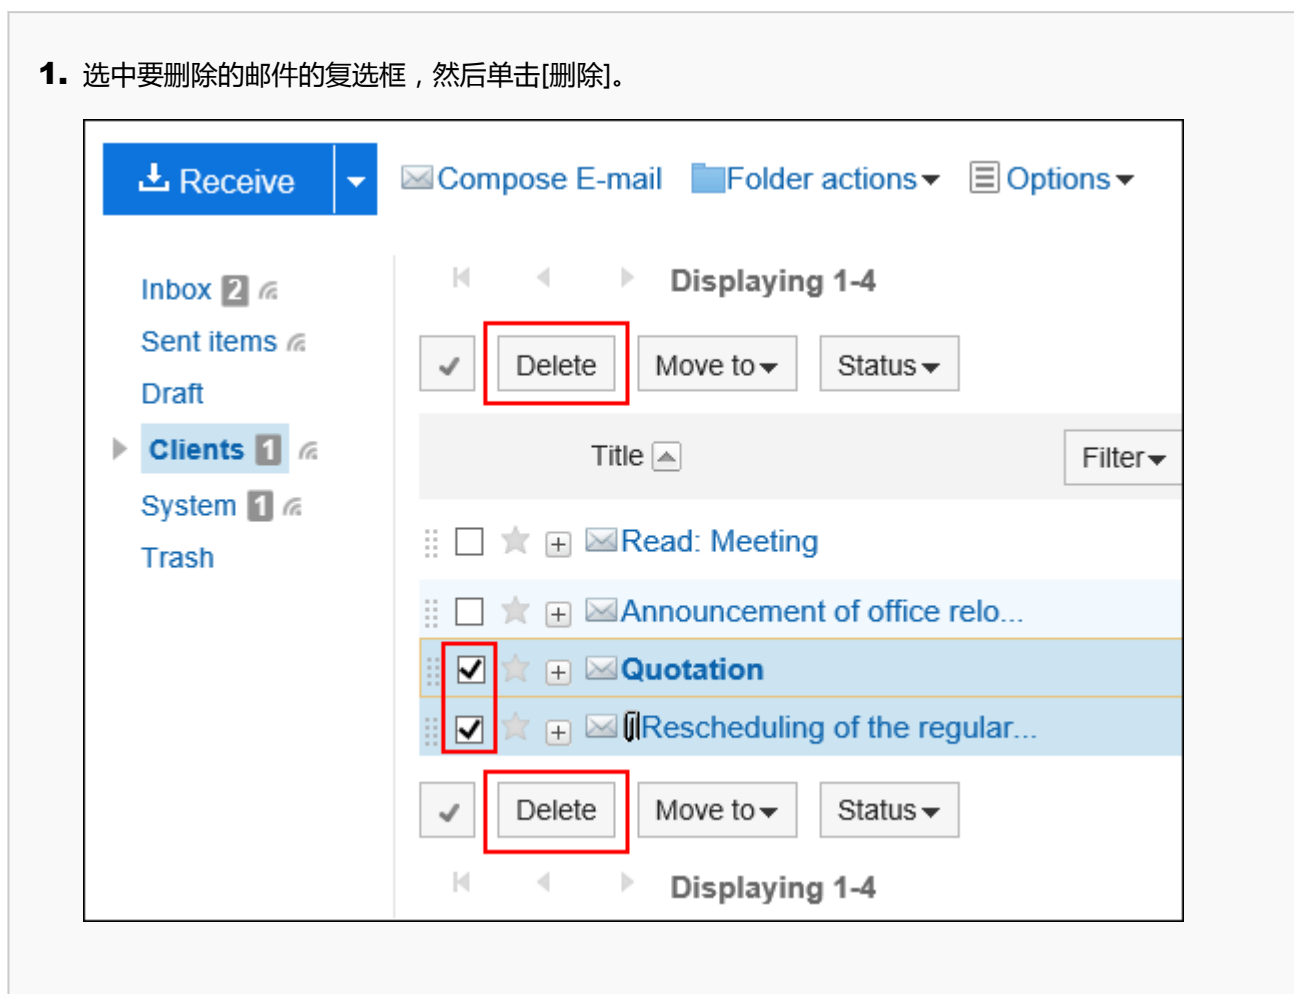 1. 选中要删除的邮件的复选框，然后单击[删除]。
Receive Compose E-mail Folder actions Options
Displaying 1-4
Inbox 2
Sent items
Draft
Clients 1
System 1
Trash
Delete Move to Status
Title Filter
Read: Meeting
Announcement of office relo...
Quotation
Rescheduling of the regular...
Delete Move to Status
Displaying 1-4